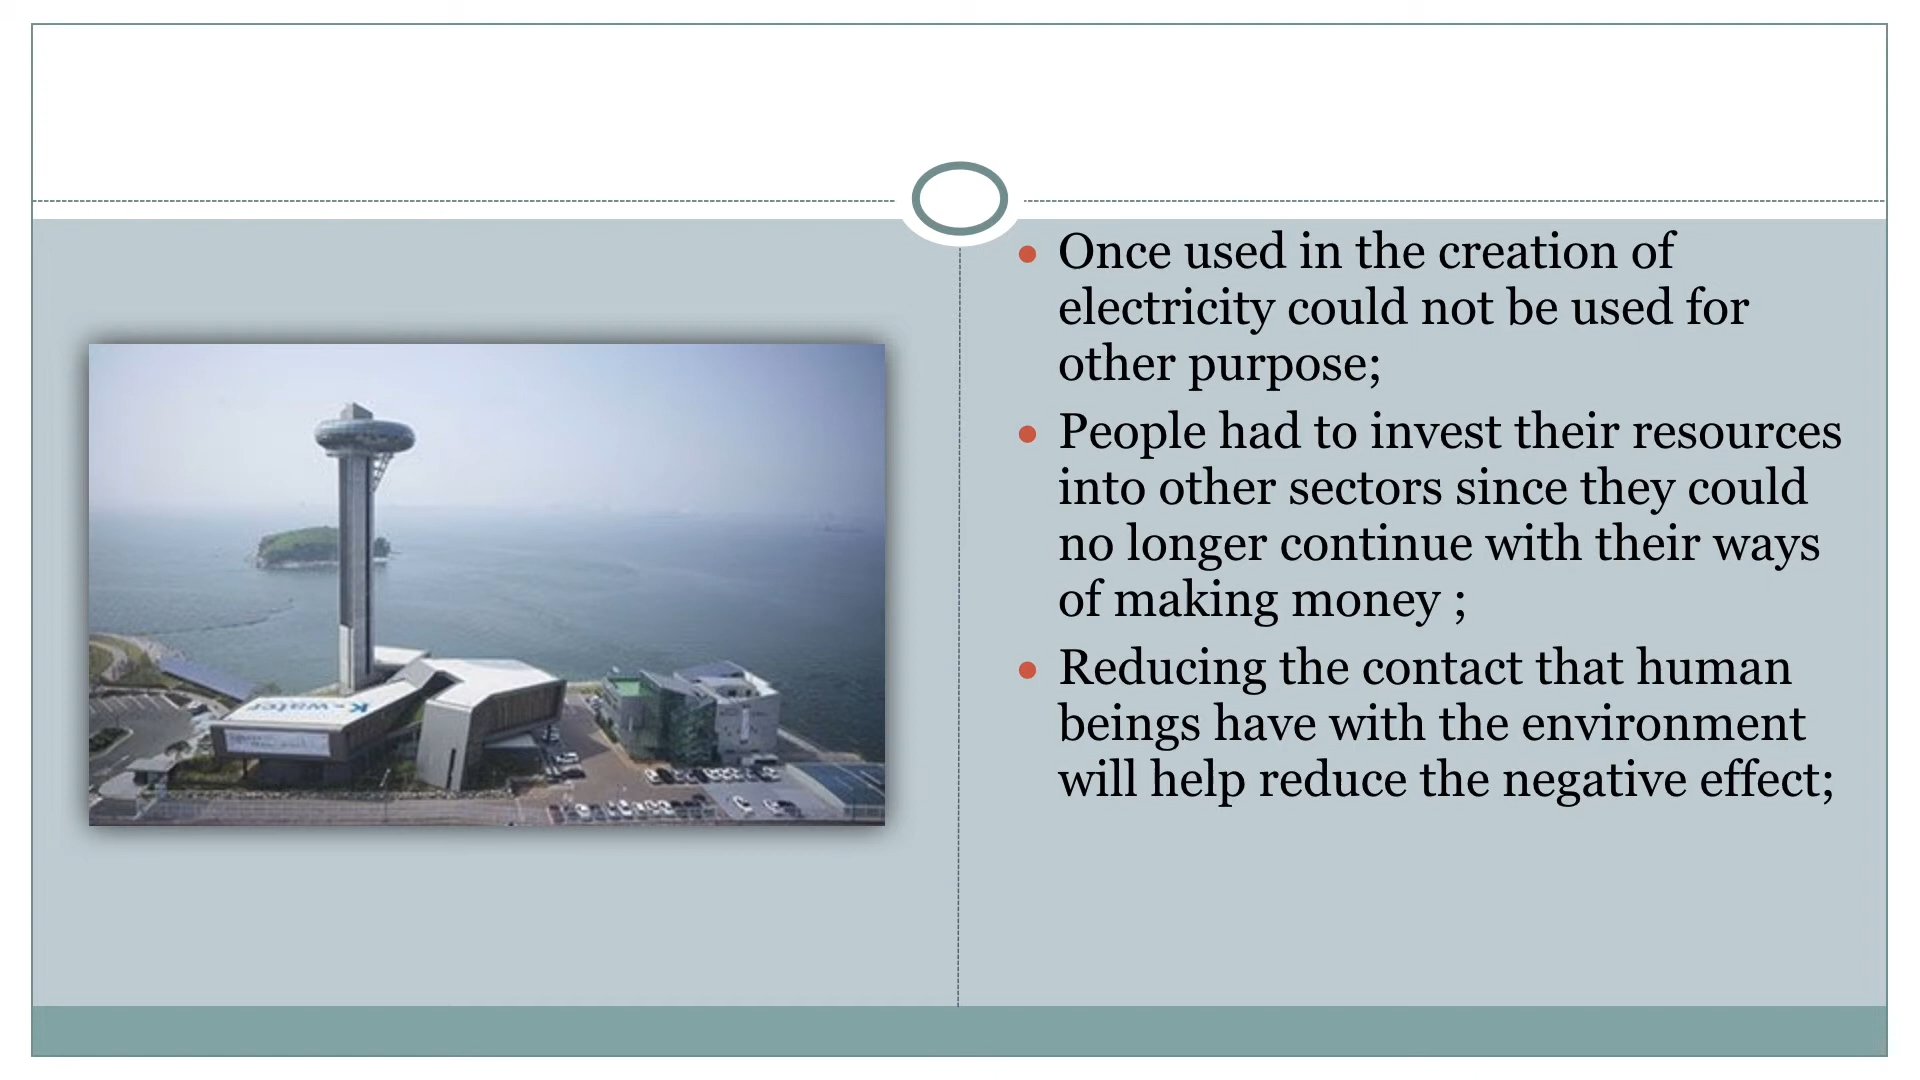 Once used in the creation of
electricity could not be used for
other purpose;
People had to invest their resources
into other sectors since they could
no longer continue with their ways
of making money ;
Reducing the contact that human
beings have with the environment
will help reduce the negative effect;
K-water